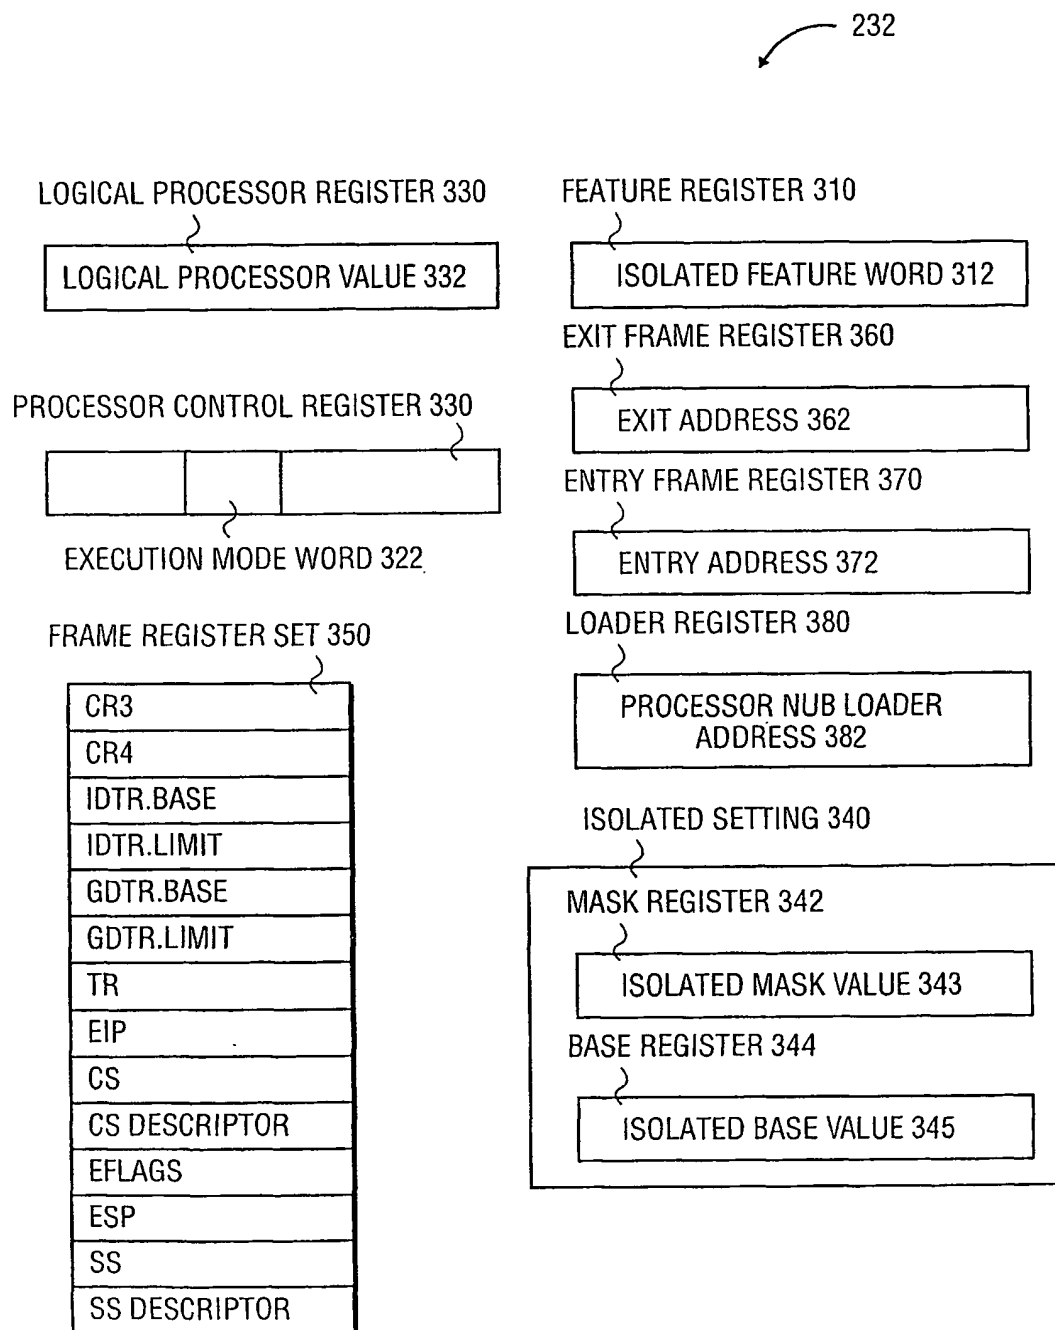 232
LOGICAL PROCESSOR REGISTER 330
LOGICAL PROCESSOR VALUE 332
PROCESSOR CONTROL REGISTER 330
EXECUTION MODE WORD 322
FRAME REGISTER SET 350
CR3
CR4
IDTR.BASE
IDTR.LIMIT
GDTR.BASE
GDTR.LIMIT
TR
EIP
CS
CS DESCRIPTOR
EFLAGS
ESP
SS
SS DESCRIPTOR
FEATURE REGISTER 310
ISOLATED FEATURE WORD 312
EXIT FRAME REGISTER 360
EXIT ADDRESS 362
ENTRY FRAME REGISTER 370
ENTRY ADDRESS 372
LOADER REGISTER 380
PROCESSOR NUB LOADER
ADDRESS 382
ISOLATED SETTING 340
MASK REGISTER 342
ISOLATED MASK VALUE 343
BASE REGISTER 344
ISOLATED BASE VALUE 345